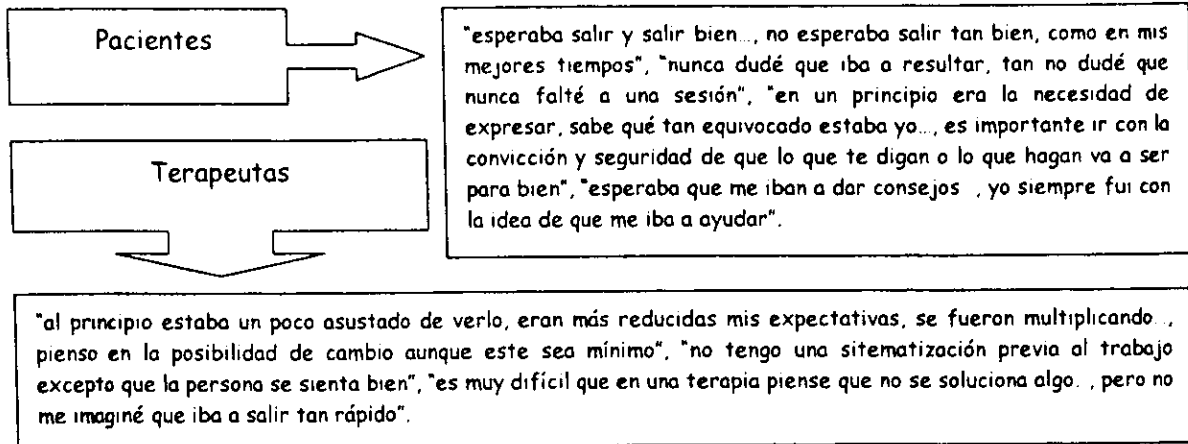 Pacientes
"esperaba salir y salir bien..., no esperaba salir tan bien, como en mis
mejores tiempos", "nunca dudé que iba a resultar, tan no dudé que
nunca falté a una sesión", "en un principio era la necesidad de
expresar, sabe qué tan equivocado estaba yo..., es importante ir con la
convicción y seguridad de que lo que te digan o lo que hagan va a ser
para bien", "esperaba que me iban a dar consejos , yo siempre fui con
la idea de que me iba a ayudar".
Terapeutas
"al principio estaba un poco asustado de verlo, eran más reducidas mis expectativas, se fueron multiplicando..,
pienso en la posibilidad de cambio aunque este sea mínimo", "no tengo una sitematización previa al trabajo
excepto que la persona se sienta bien", "es muy difícil que en una terapia piense que no se soluciona algo. , pero no
me imaginé que iba a salir tan rápido".